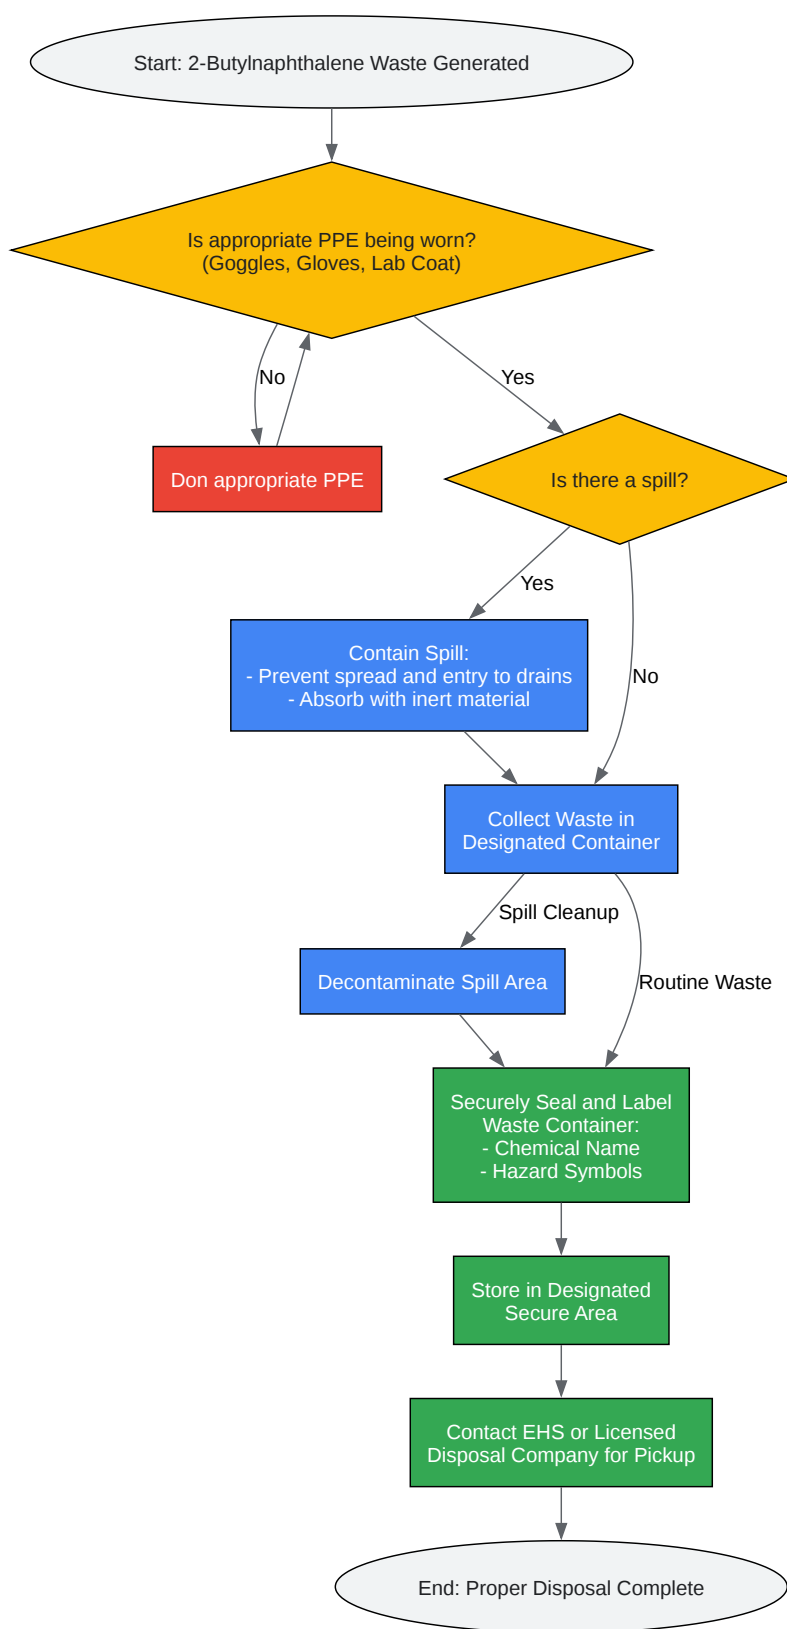 Start: 2-Butylnaphthalene Waste Generated
Is appropriate PPE being worn?
(Goggles, Gloves, Lab Coat)
No
Yes
Don appropriate PPE
Is there a spill?
Yes
Contain Spill:
- Prevent spread and entry to drains
- Absorb with inert material
No
Collect Waste in
Designated Container
Spill Cleanup
Decontaminate Spill Area
Routine Waste
Securely Seal and Label
Waste Container:
- Chemical Name
- Hazard Symbols
Store in Designated
Secure Area
Contact EHS or Licensed
Disposal Company for Pickup
End: Proper Disposal Complete